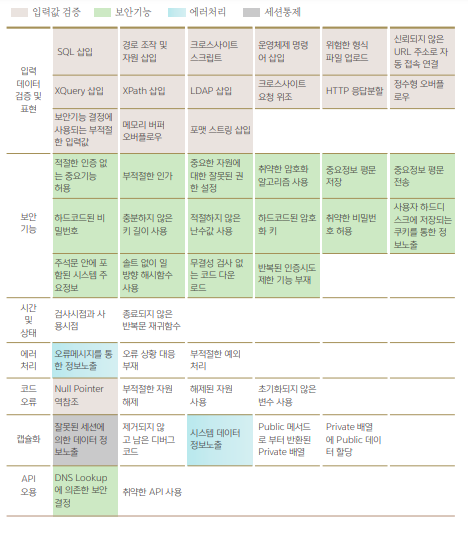 입력값 검증 보안기능 에러처리 세션통제
입력
데이터
검증 및
표현
SQL 삽입
경로 조작 및
자원 삽입
크로스사이트
스크립트
운영체제 명령
어 삽입
위험한 형식
파일 업로드
신뢰되지 않은
URL 주소로 자
동 접속 연결
XQuery 삽입
XPath 삽입
LDAP 삽입
크로스사이트
요청 위조
HTTP 응답분할
정수형 오버플
로우
보안기능 결정에
사용되는 부적절
한 입력값
메모리 버퍼
오버플로우
포맷 스트링 삽입
보안
기능
적절한 인증 없
는 중요기능
허용
부적절한 인가
중요한 자원에
대한 잘못된 권
한 설정
취약한 암호화
알고리즘 사용
중요정보 평문
저장
중요정보 평문
전송
하드코드된 비
밀번호
충분하지 않은
키 길이 사용
적절하지 않은
난수값 사용
하드코드된 암호
화 키
취약한 비밀번
호 허용
사용자 하드디
스크에 저장되는
쿠키를 통한 정
보노출
주석문 안에 포
함된 시스템 주
요정보
솔트 없이 일
방향 해시함수
사용
무결성 검사 없
는 코드 다운
로드
반복된 인증시도
제한 기능 부재
시간
및
상태
검사시점과 사
용시점
종료되지 않은
반복문 재귀함수
에러
처리
오류메시지를 통
한 정보노출
오류 상황 대응
부재
부적절한 예외
처리
코드
오류
Null Pointer
역참조
부적절한 자원
해제
해제된 자원
사용
초기화되지 않은
변수 사용
캡슐화
잘못된 세션에
의한 데이터 정
보노출
제거되지 않
고 남은 디버그
코드
시스템 데이터
정보노출
Public 메서드
로 부터 반환된
Private 배열
Private 배열
에 Public 데이
터 할당
API
오용
DNS Lookup
에 의존한 보안
결정
취약한 API 사용